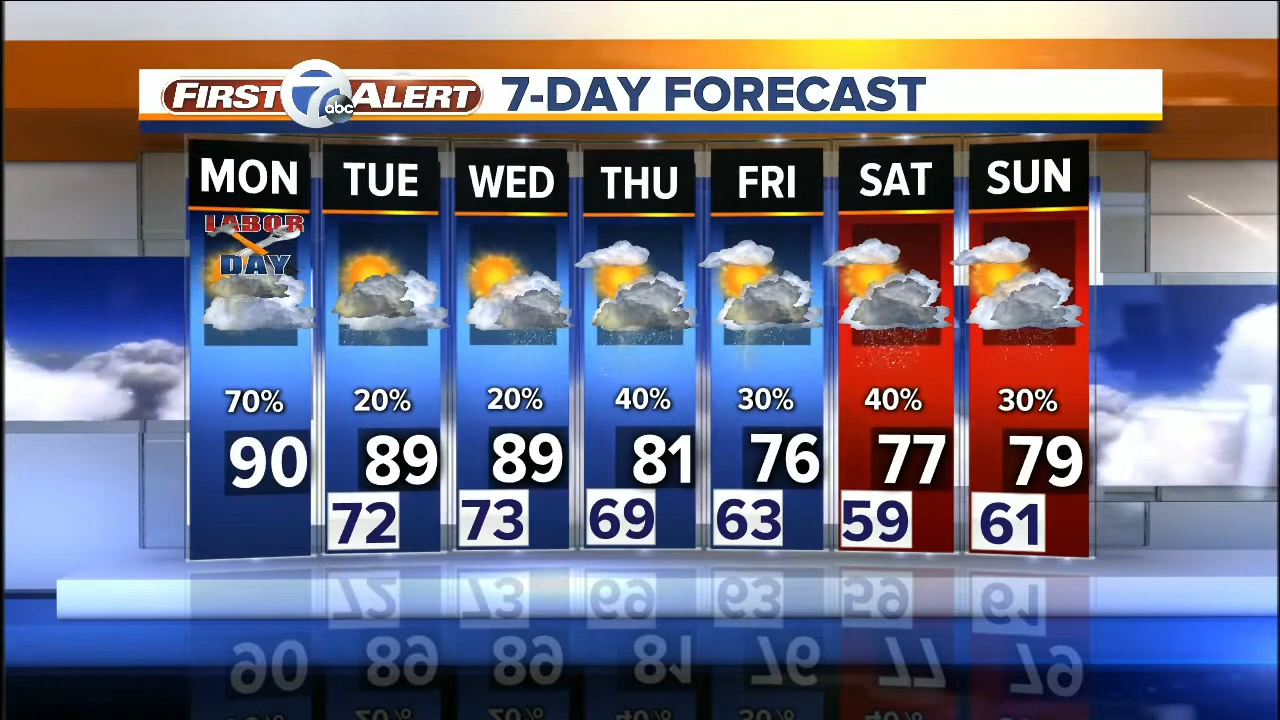 FIRST 7 abc ALERT 7-DAY FORECAST
MON TUE WED THU FRI SAT SUN
LABOR
DAY
70% 20% 20% 40% 30% 40% 30%
90 89 89 81 76 77 79
72 73 69 63 59 61